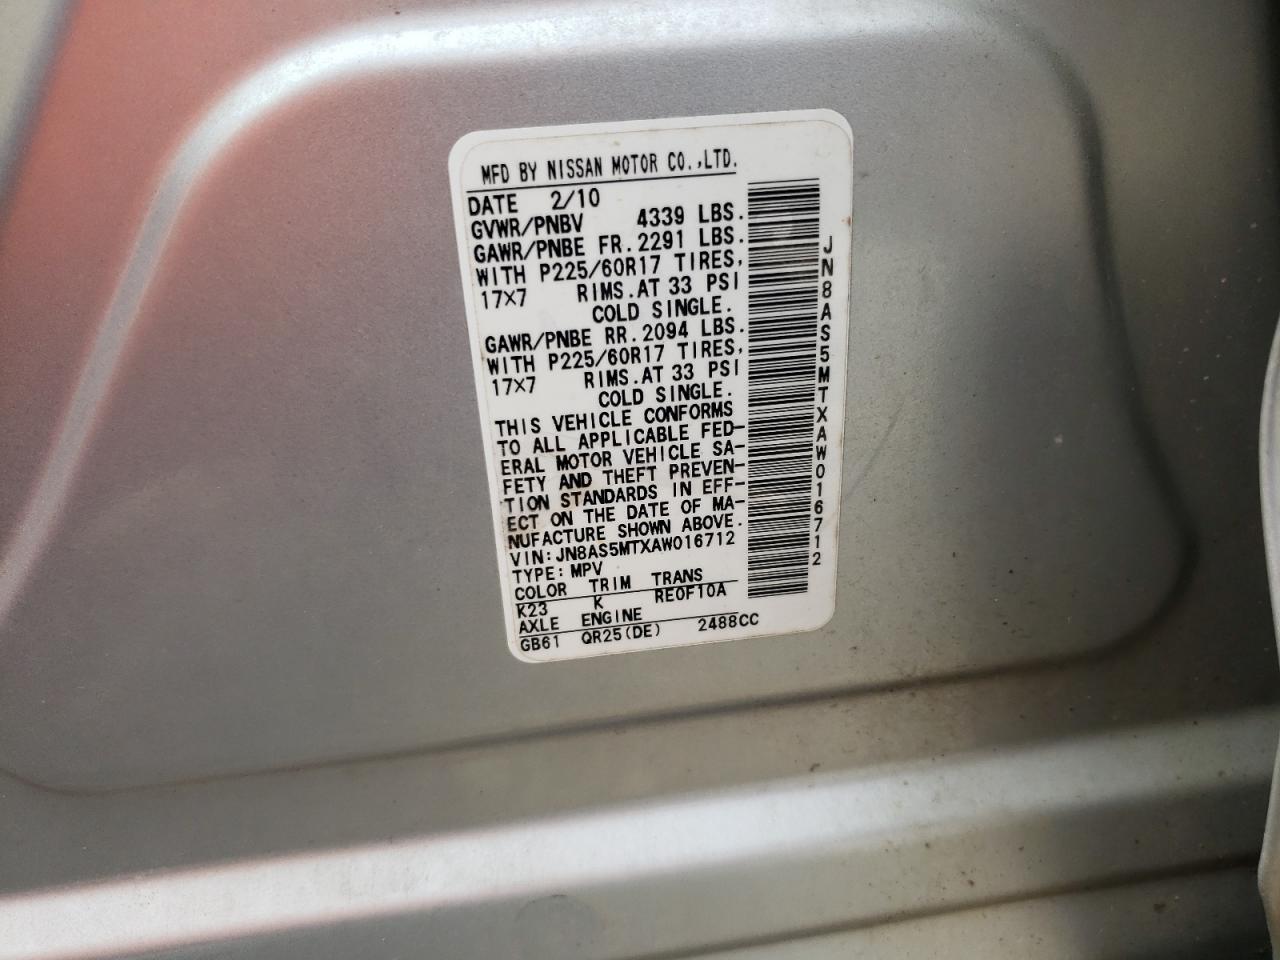 MFD BY NISSAN MOTOR CO.,LTD.
DATE 2/10
GVWR/PNBV 4339 LBS.
GAWR/PNBE FR.2291 LBS.
WITH P225/60R17 TIRES,
17×7 RIMS.AT 33 PSI
COLD SINGLE.
GAWR/PNBE RR.2094 LBS.
WITH P225/60R17 TIRES,
17×7 RIMS.AT 33 PSI
COLD SINGLE.
THIS VEHICLE CONFORMS
TO ALL APPLICABLE FED-
ERAL MOTOR VEHICLE SA-
FETY AND THEFT PREVEN-
TION STANDARDS IN EFF-
ECT ON THE DATE OF MA-
NUFACTURE SHOWN ABOVE.
VIN:JN8AS5MTXAW016712
TYPE:MPV
COLOR TRIM TRANS
K23 K RE0F10A
AXLE ENGINE
GB61 QR25(DE) 2488CC
JN8AS5MTXAW016712